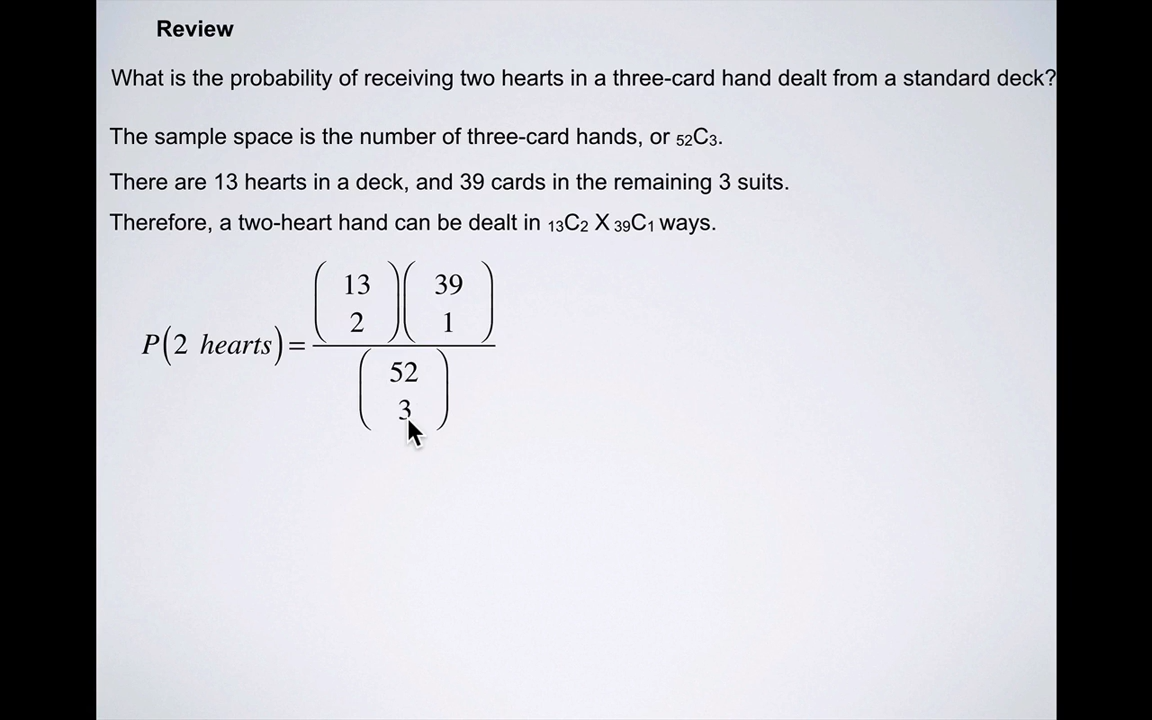 Review
What is the probability of receiving two hearts in a three-card hand dealt from a standard deck?
The sample space is the number of three-card hands, or 52C3.
There are 13 hearts in a deck, and 39 cards in the remaining 3 suits.
Therefore, a two-heart hand can be dealt in 13C2 X 39C1 ways.
13 39
2 1
P(2 hearts)=
52
3